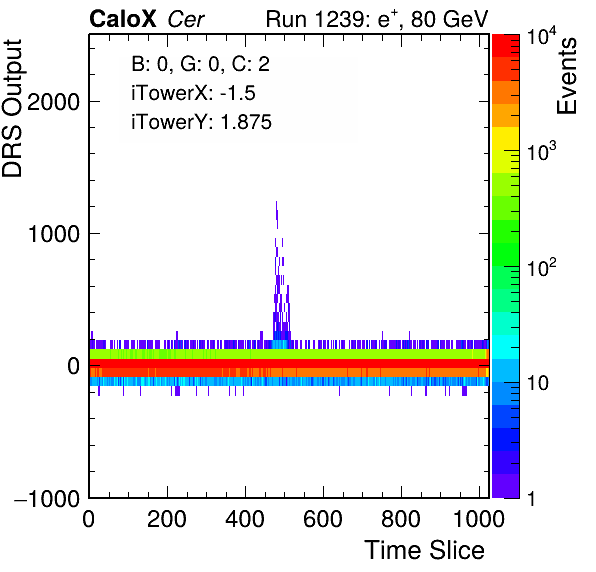 CaloX Cer Run 1239: e⁺, 80 GeV
B: 0, G: 0, C: 2
iTowerX: -1.5
iTowerY: 1.875
DRS Output
2000
1000
0
−1000
0 200 400 600 800 1000
Time Slice
10⁴
10³
10²
10
1
Events